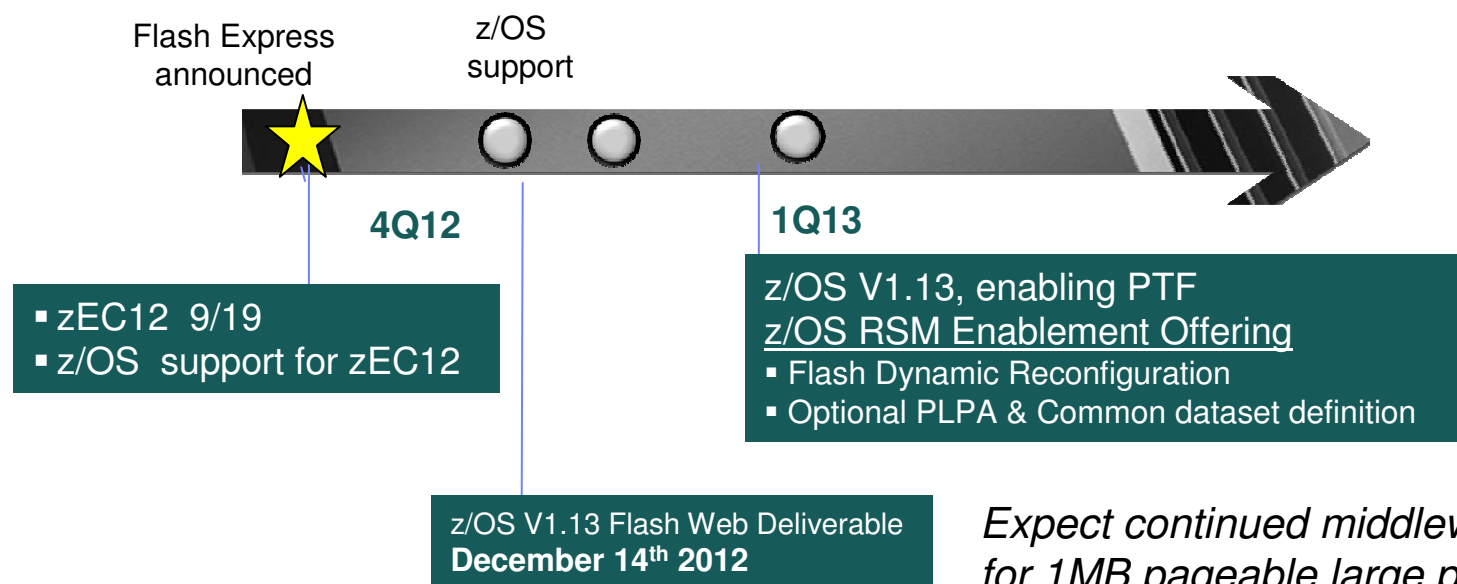 Flash Express
announced
z/OS
support
4Q12
1Q13
▪ zEC12 9/19
▪ z/OS support for zEC12
z/OS V1.13, enabling PTF
z/OS RSM Enablement Offering
▪ Flash Dynamic Reconfiguration
▪ Optional PLPA & Common dataset definition
z/OS V1.13 Flash Web Deliverable
December 14th 2012
Expect continued
for 1MB pageable large